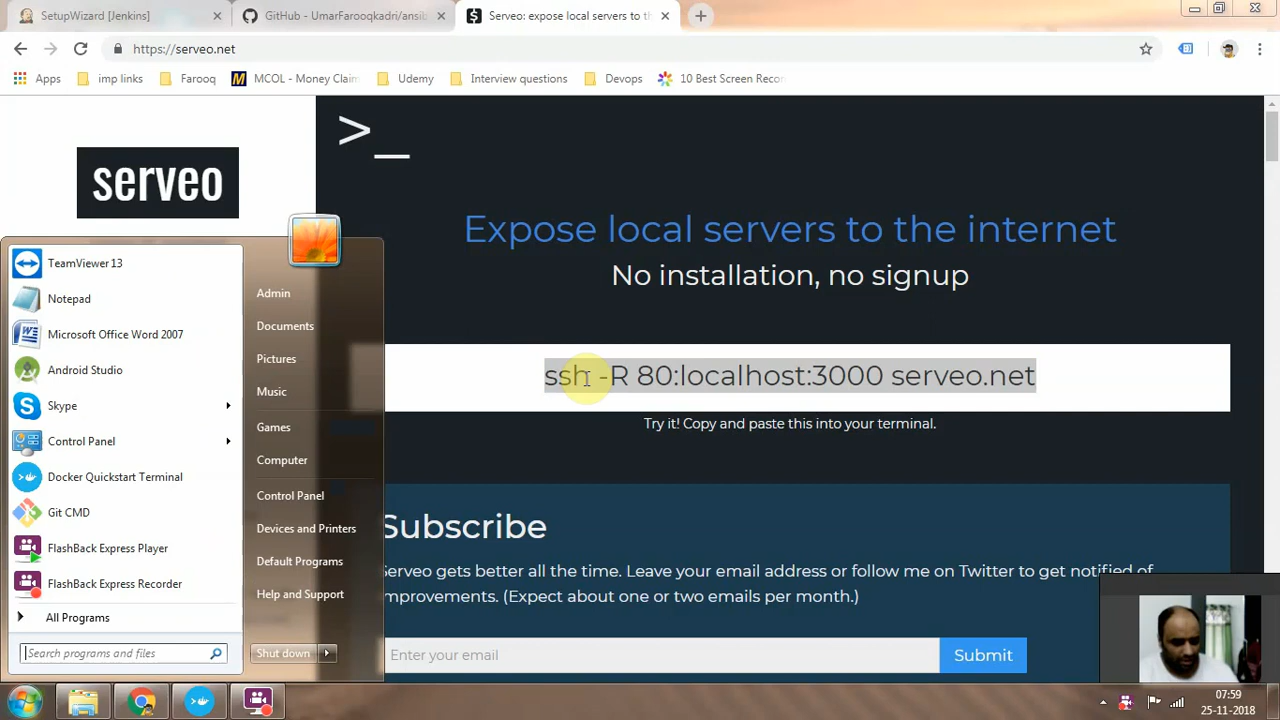 SetupWizard [Jenkins]
GitHub - UmarFarooqkadri/ansib
Serveo: expose local servers to th
https://serveo.net
Apps
imp links
Farooq
MCOL - Money Claim
Udemy
Interview questions
Devops
10 Best Screen Recor
serveo
>_
Expose local servers to the internet
No installation, no signup
ssh -R 80:localhost:3000 serveo.net
Try it! Copy and paste this into your terminal.
Subscribe
Serveo gets better all the time. Leave your email address or follow me on Twitter to get notified of
improvements. (Expect about one or two emails per month.)
Enter your email
Submit
TeamViewer 13
Notepad
Microsoft Office Word 2007
Android Studio
Skype
Control Panel
Docker Quickstart Terminal
Git CMD
FlashBack Express Player
FlashBack Express Recorder
All Programs
Search programs and files
Admin
Documents
Pictures
Music
Games
Computer
Control Panel
Devices and Printers
Default Programs
Help and Support
Shut down
07:59
25-11-2018